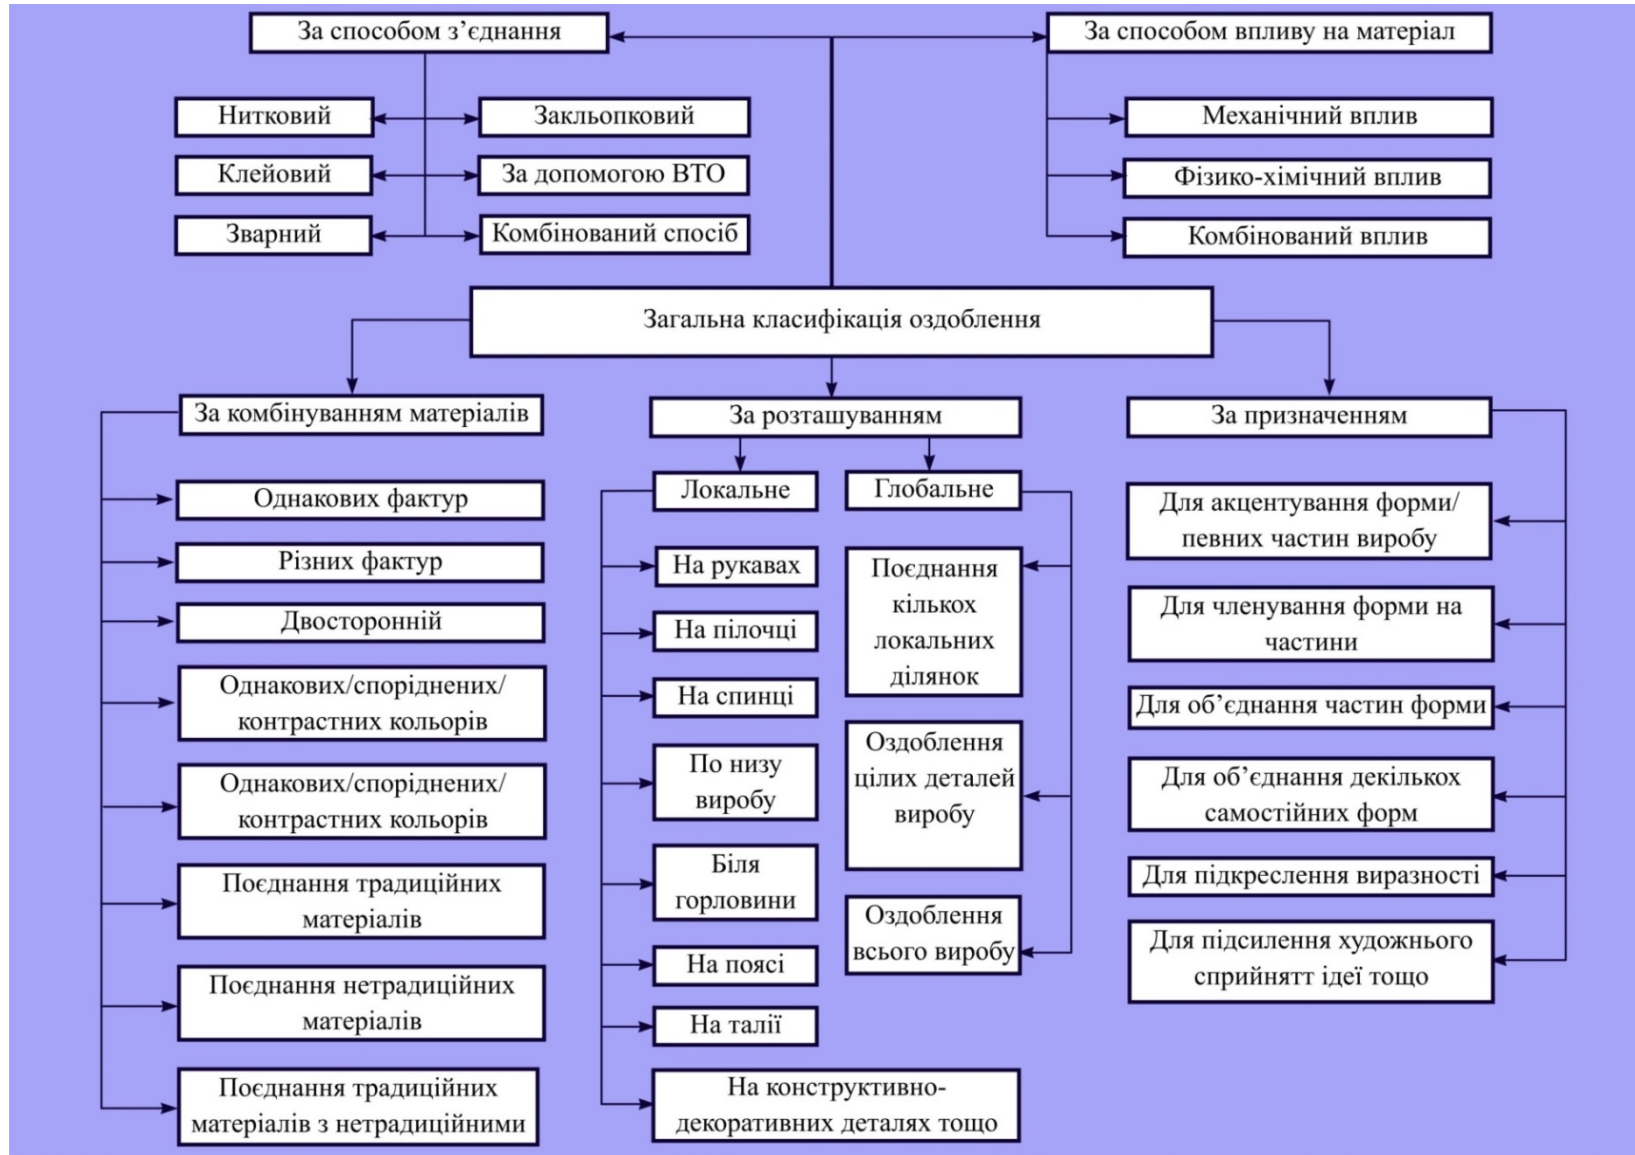 За способом з’єднання
За способом впливу на матеріал
Нитковий
Закльопковий
Механічний вплив
Клейовий
За допомогою ВТО
Фізико-хімічний вплив
Зварний
Комбінований спосіб
Комбінований вплив
Загальна класифікація оздоблення
За комбінуванням матеріалів
Однакових фактур
Різних фактур
Двосторонній
Однакових/споріднених/
контрастних кольорів
Однакових/споріднених/
контрастних кольорів
Поєднання традиційних
матеріалів
Поєднання нетрадиційних
матеріалів
Поєднання традиційних
матеріалів з нетрадиційними
За розташуванням
Локальне
На рукавах
На пілочці
На спинці
По низу
виробу
Біля
горловини
На поясі
На талії
На конструктивно-
декоративних деталях тощо
Глобальне
Поєднання
кількох
локальних
ділянок
Оздоблення
цілих деталей
виробу
Оздоблення
всього виробу
За призначенням
Для акцентування форми/
певних частин виробу
Для членування форми на
частини
Для об’єднання частин форми
Для об’єднання декількох
самостійних форм
Для підкреслення виразності
Для підсилення художнього
сприйнятт ідеї тощо